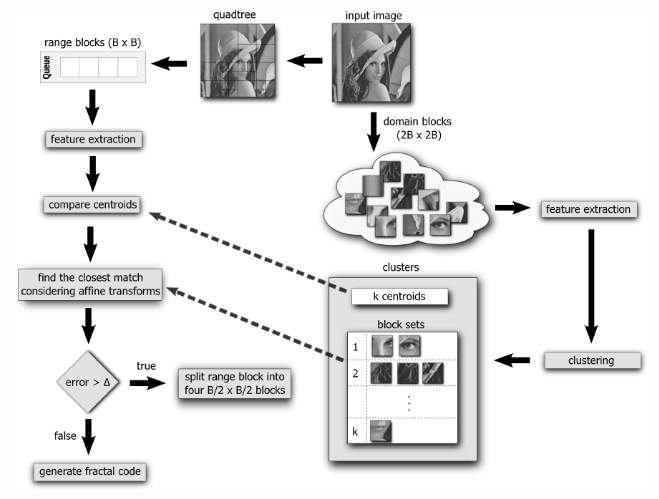 quadtree
input image
range blocks (B x B)
Queue
domain blocks
(2B x 2B)
feature extraction
compare centroids
feature extraction
clusters
find the closest match
considering affine transforms
k centroids
block sets
1
2
k
clustering
error > Δ
true
split range block into
four B/2 x B/2 blocks
false
generate fractal code